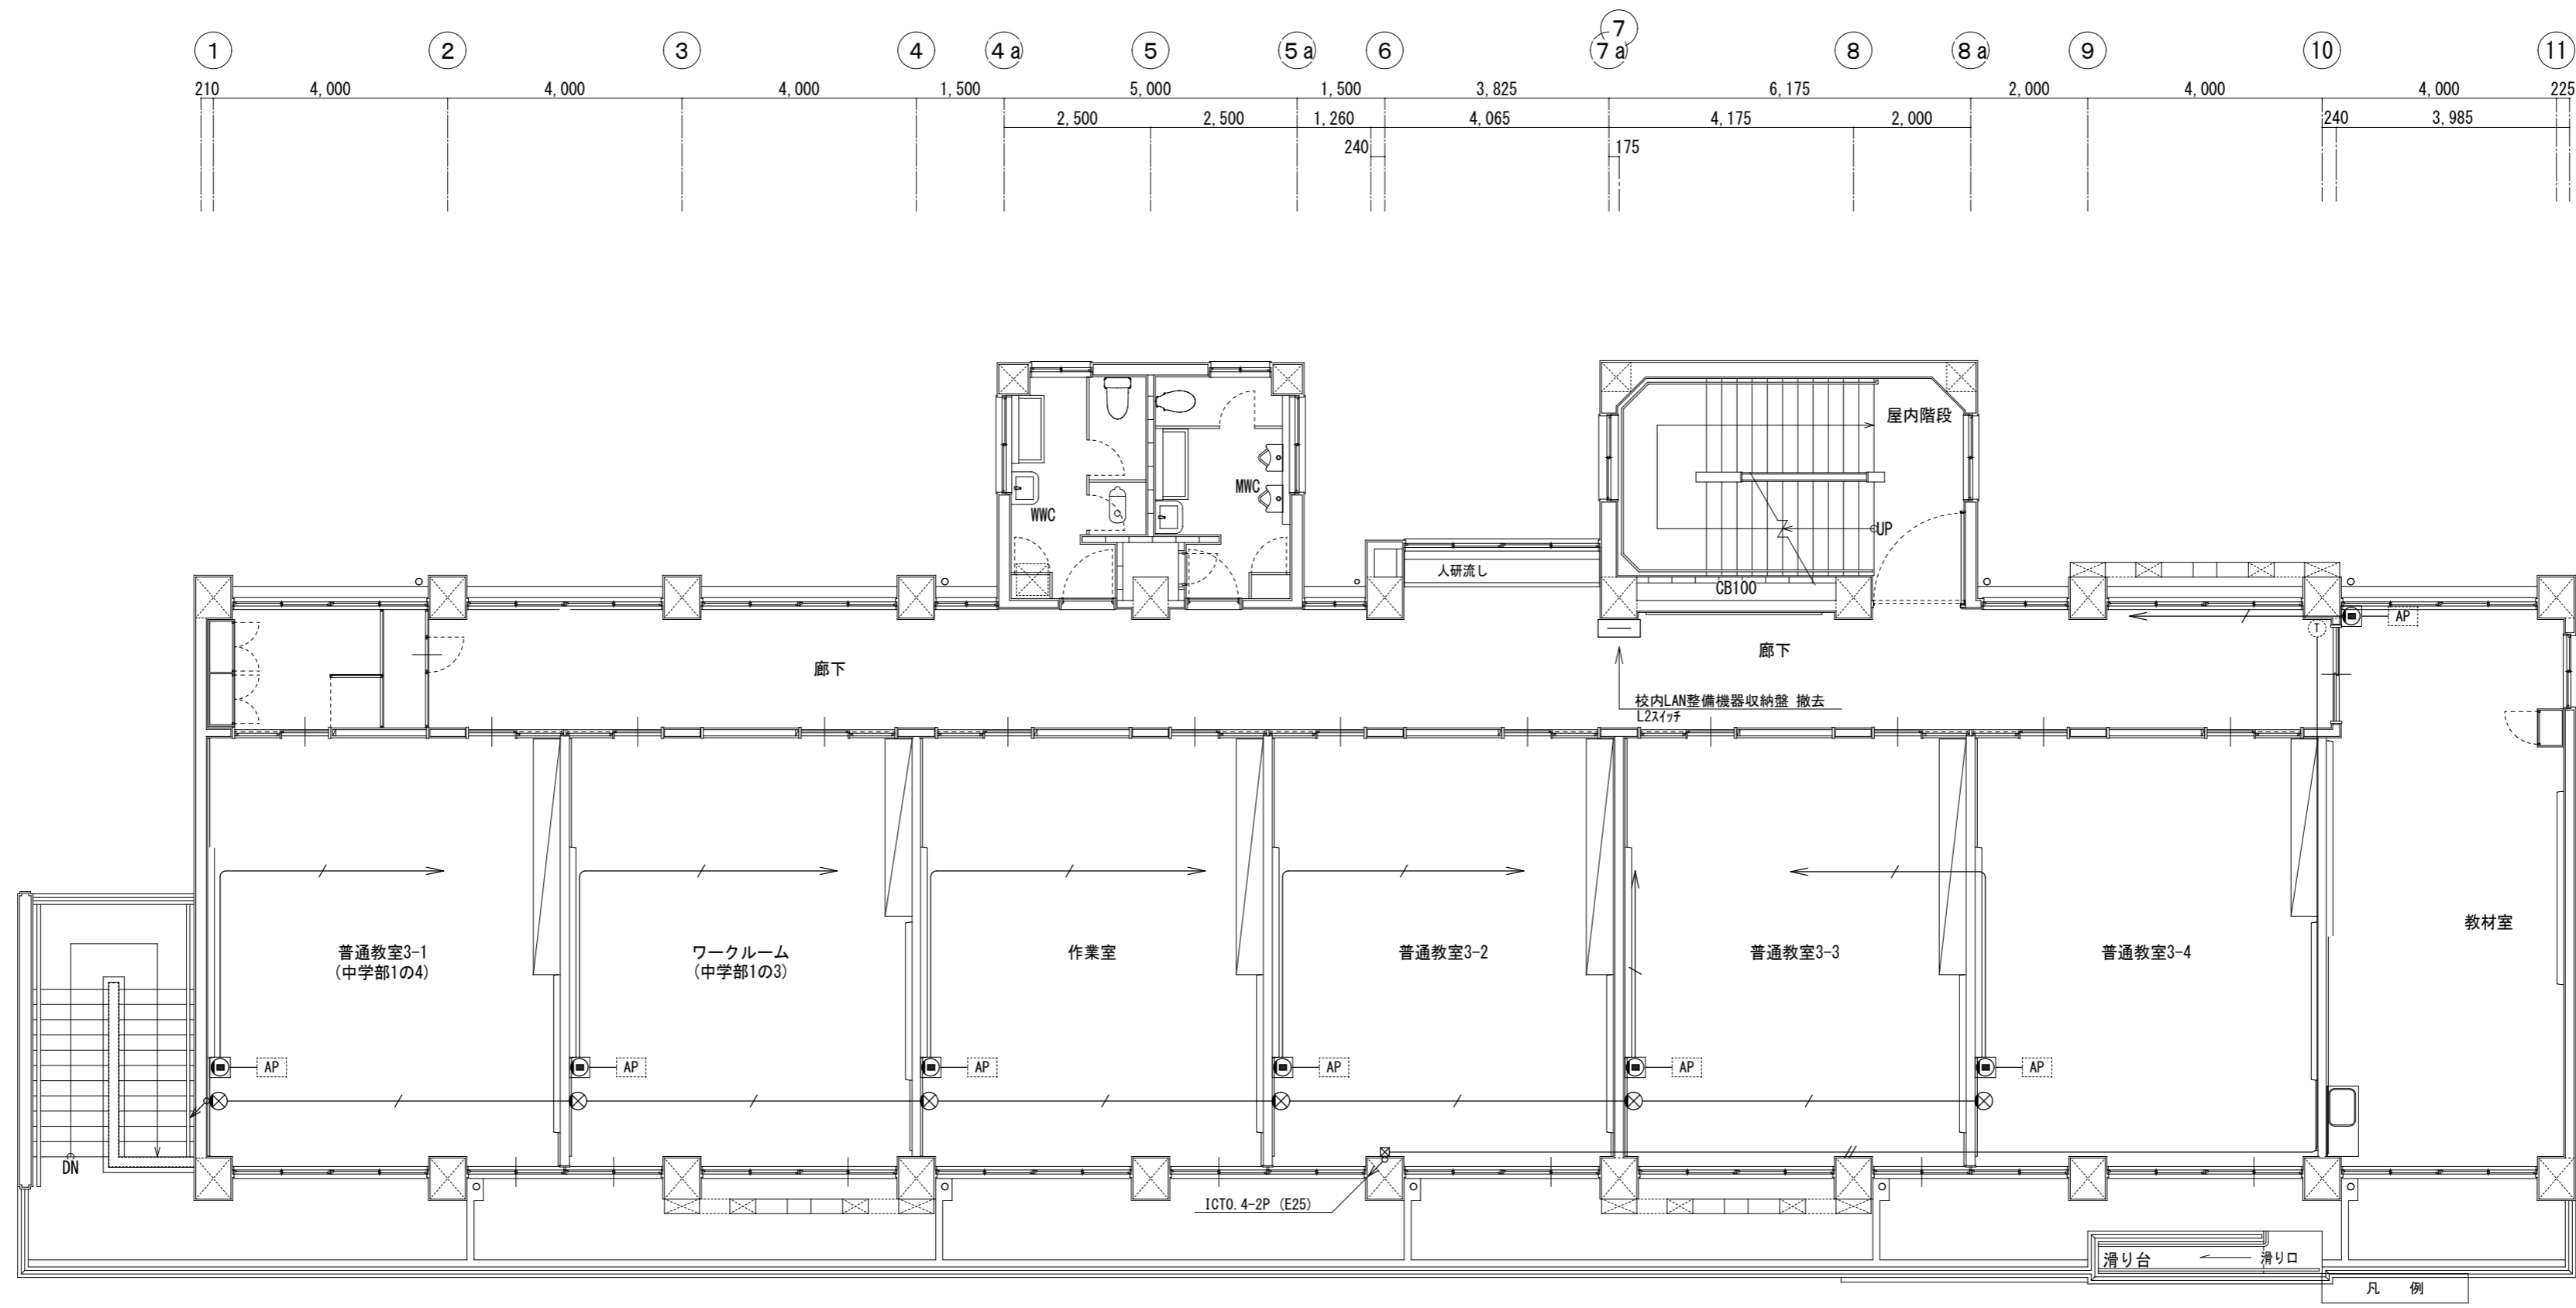 7
1 2 3 4 4a 5 5a 6 7a 8 8a 9 10 11
210 4,000 4,000 4,000 1,500 5,000 1,500 3,825 6,175 2,000 4,000 4,000 225
2,500 2,500 1,260 4,065 4,175 2,000 240 3,985
240 175
屋内階段
MWC
WWC
UP
人研流し
CB100
AP
T
廊下
廊下
校内LAN整備機器収納盤 撤去
L2スイッチ
教材室
普通教室3-1
(中学部1の4)
ワークルーム
(中学部1の3)
作業室
普通教室3-2
普通教室3-3
普通教室3-4
AP AP AP AP AP AP
DN
ICT0.4-2P (E25)
滑り台
滑り口
凡 例